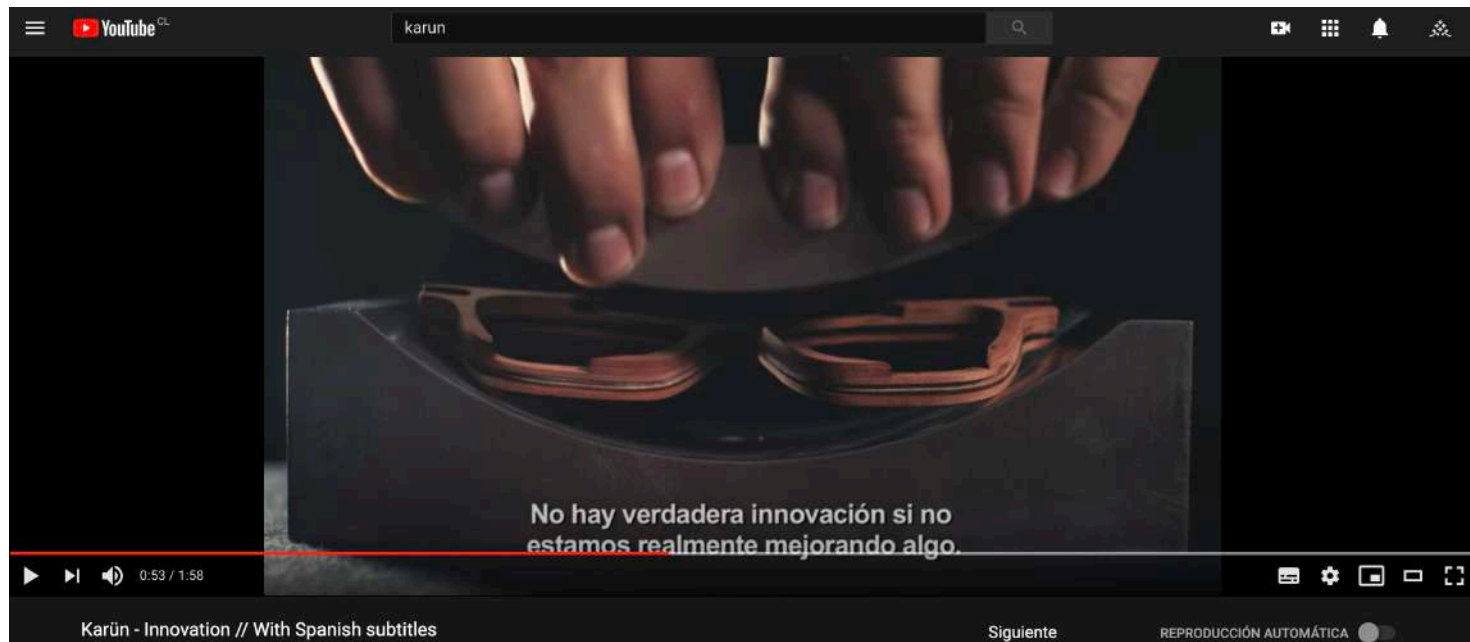 YouTube CL
karun
No hay verdadera innovación si no
estamos realmente mejorando algo.
0:53 / 1:58
Karün - Innovation // With Spanish subtitles
Siguiente
REPRODUCCIÓN AUTOMÁTICA